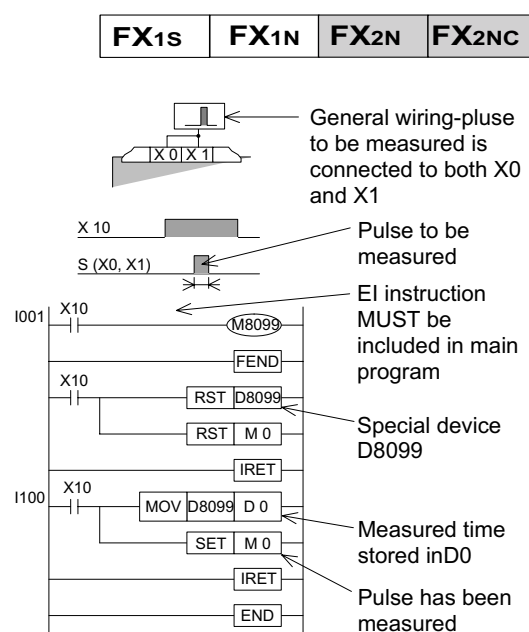 FX1S FX1N FX2N FX2NC
General wiring-pluse
to be measured is
connected to both X0
and X1
X 0 X 1
X 10
S (X0, X1)
Pulse to be
measured
EI instruction
MUST be
included in main
program
I001 X10
M8099
FEND
X10
RST D8099
RST M 0
Special device
D8099
IRET
I100 X10
MOV D8099 D 0
SET M 0
Measured time
stored inD0
IRET
Pulse has been
measured
END